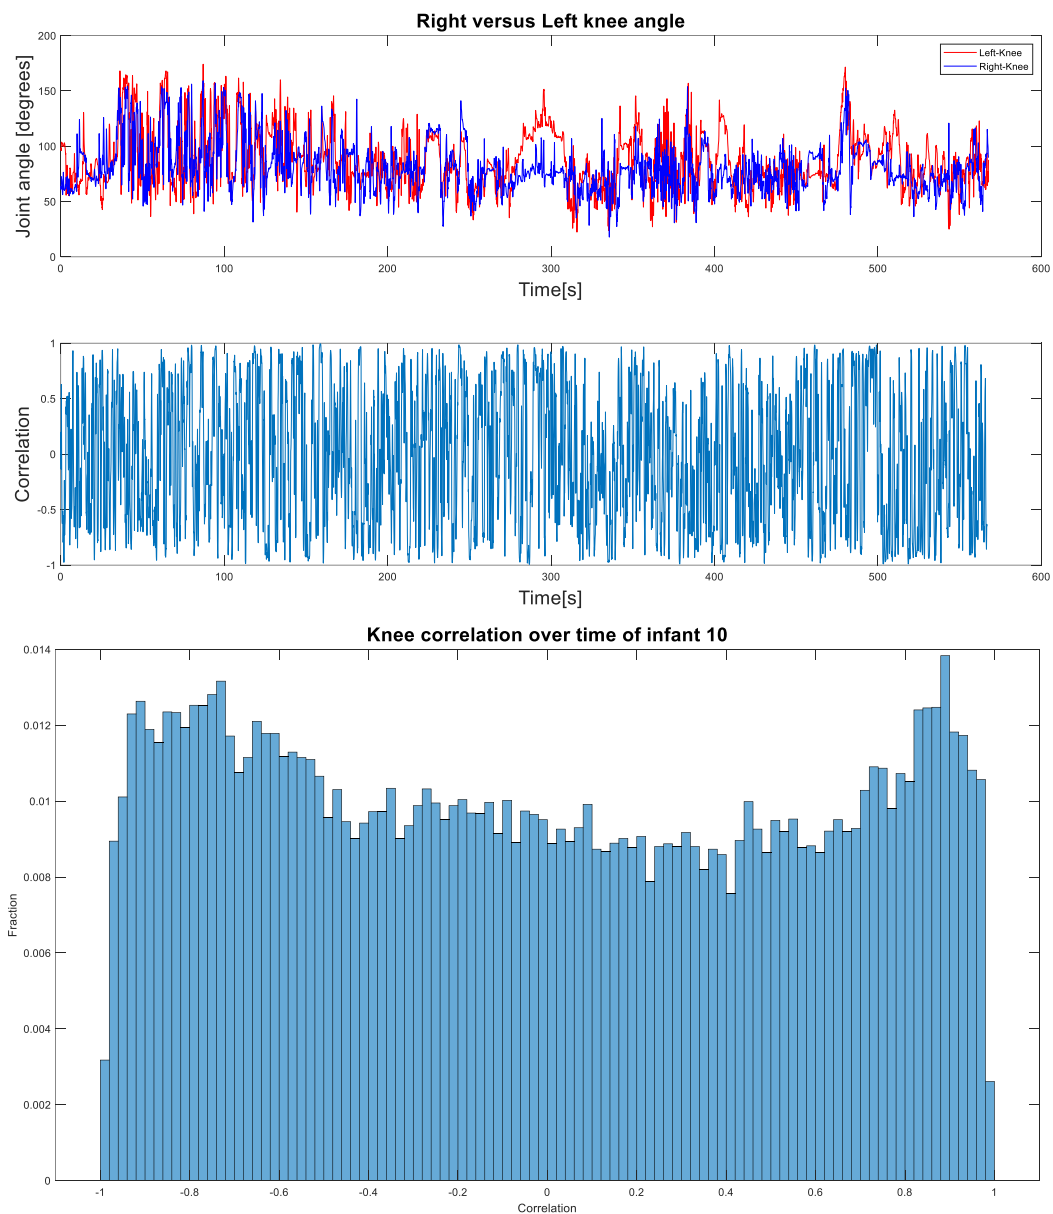 Right versus Left knee angle
Joint angle [degrees]
200
150
100
50
0
Left-Knee
Right-Knee
0 100 200 300 400 500 600
Time[s]
Correlation
1
0.5
0
-0.5
-1
0 100 200 300 400 500 600
Time[s]
Knee correlation over time of infant 10
Fraction
0.014
0.012
0.01
0.008
0.006
0.004
0.002
0
-1 -0.8 -0.6 -0.4 -0.2 0 0.2 0.4 0.6 0.8 1
Correlation